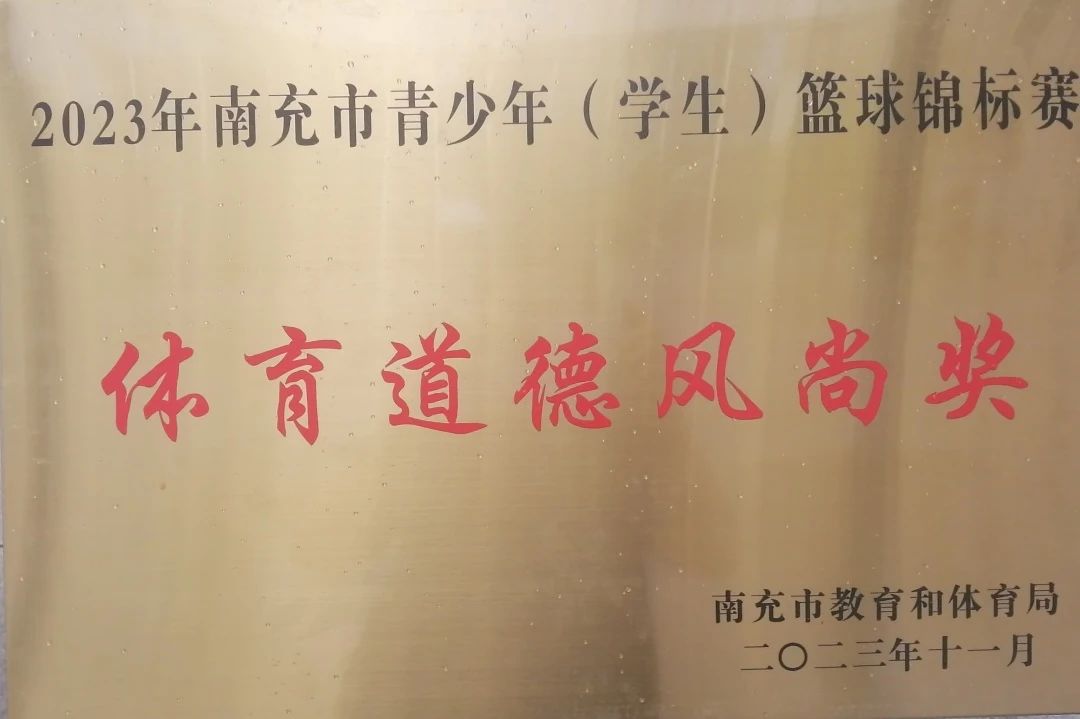 2023年南充市青少年（学生）篮球锦标赛
体育道德风尚奖
南充市教育和体育局
二〇二三年十一月